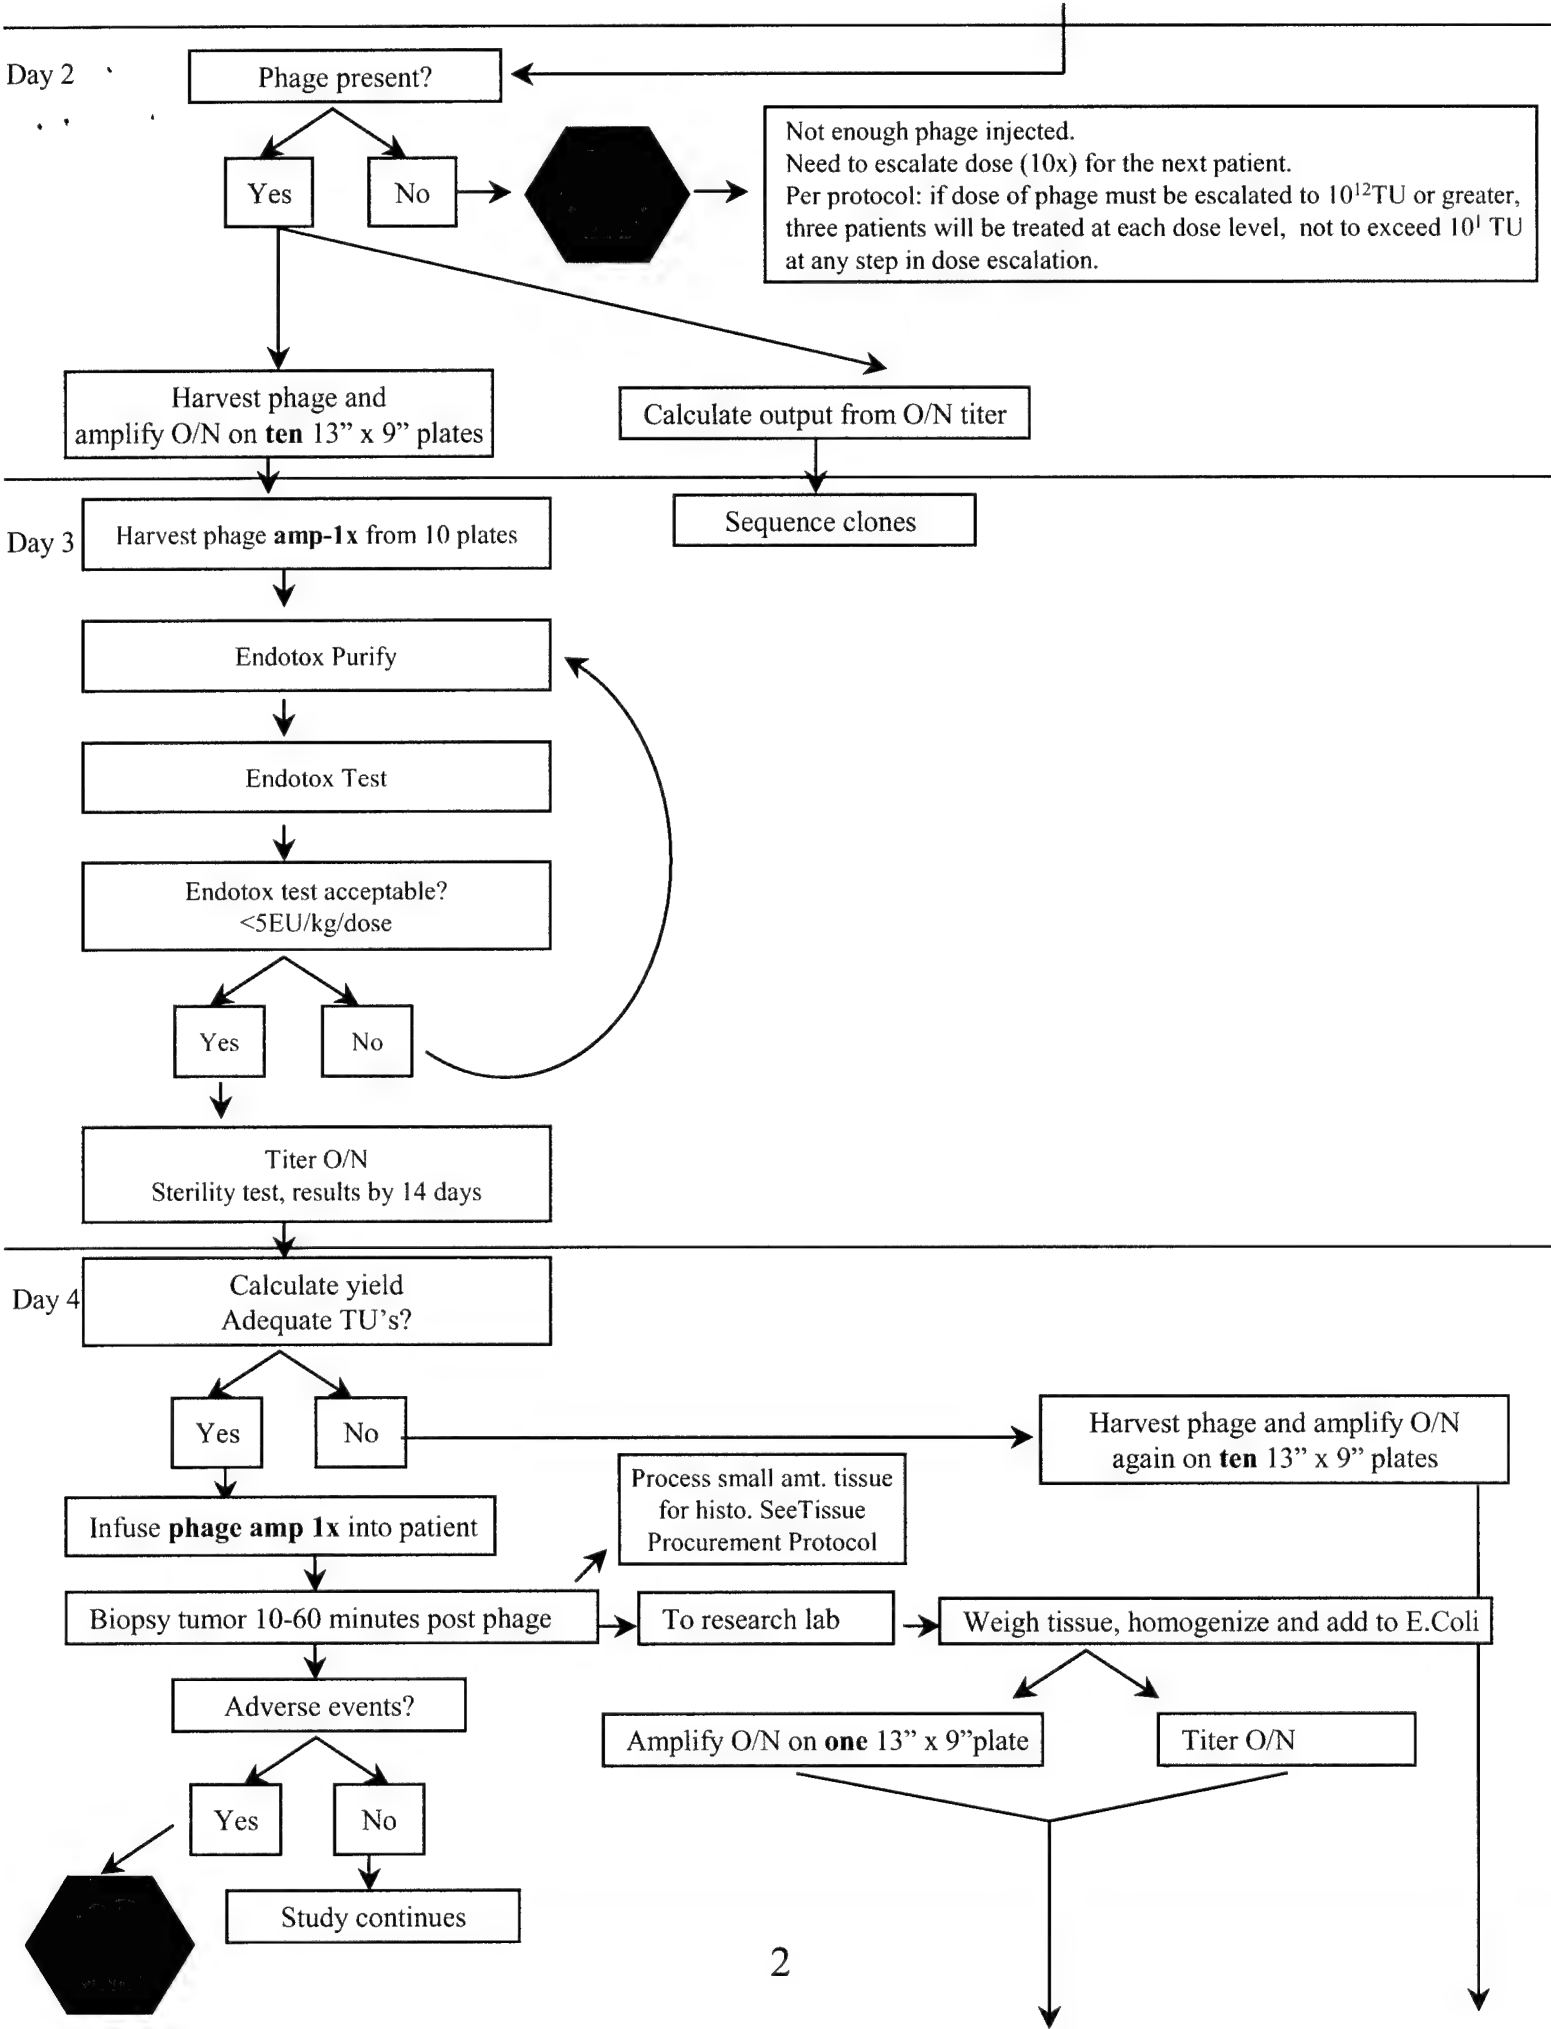 Day 2
Phage present?
Yes
No
Not enough phage injected.
Need to escalate dose (10x) for the next patient.
Per protocol: if dose of phage must be escalated to 10¹²TU or greater,
three patients will be treated at each dose level, not to exceed 10¹ TU
at any step in dose escalation.
Harvest phage and
amplify O/N on ten 13” x 9” plates
Calculate output from O/N titer
Day 3
Harvest phage amp-1x from 10 plates
Sequence clones
Endotox Purify
Endotox Test
Endotox test acceptable?
<5EU/kg/dose
Yes
No
Titer O/N
Sterility test, results by 14 days
Day 4
Calculate yield
Adequate TU’s?
Yes
No
Harvest phage and amplify O/N
again on ten 13” x 9” plates
Process small amt. tissue
for histo. SeeTissue
Procurement Protocol
Infuse phage amp 1x into patient
Biopsy tumor 10-60 minutes post phage
To research lab
Weigh tissue, homogenize and add to E.Coli
Adverse events?
Amplify O/N on one 13” x 9”plate
Titer O/N
Yes
No
Study continues
2